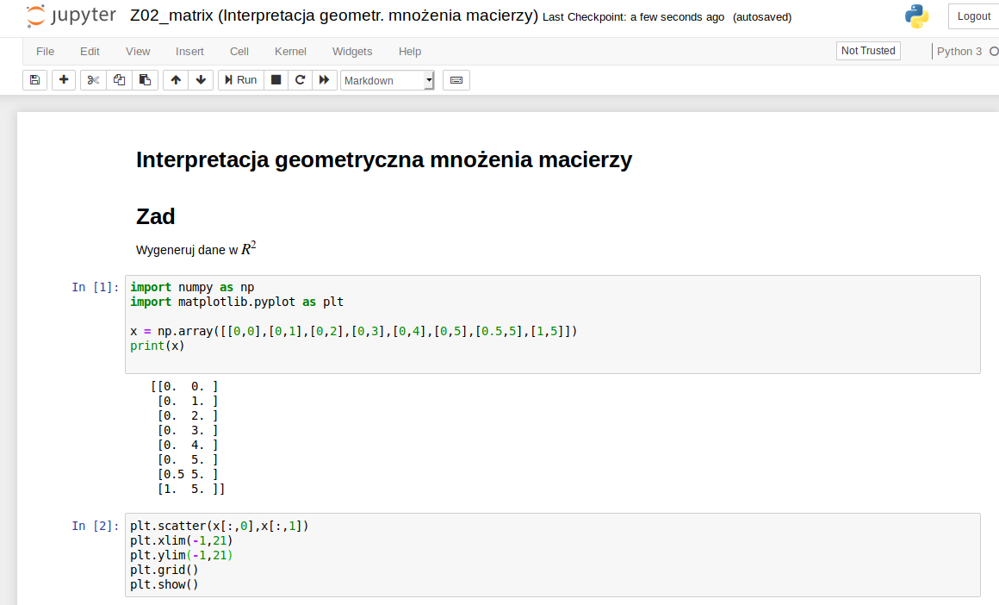 jupyter Z02_matrix (Interpretacja geometr. mnożenia macierzy) Last Checkpoint: a few seconds ago (autosaved) Logout
File Edit View Insert Cell Kernel Widgets Help Not Trusted Python 3
Run Markdown
Interpretacja geometryczna mnożenia macierzy
Zad
Wygeneruj dane w R²
In [1]: import numpy as np
import matplotlib.pyplot as plt
x = np.array([[0,0],[0,1],[0,2],[0,3],[0,4],[0,5],[0.5,5],[1,5]])
print(x)
[[0.  0. ]
[0.  1. ]
[0.  2. ]
[0.  3. ]
[0.  4. ]
[0.  5. ]
[0.5 5. ]
[1.  5. ]]
In [2]: plt.scatter(x[:,0],x[:,1])
plt.xlim(-1,21)
plt.ylim(-1,21)
plt.grid()
plt.show()